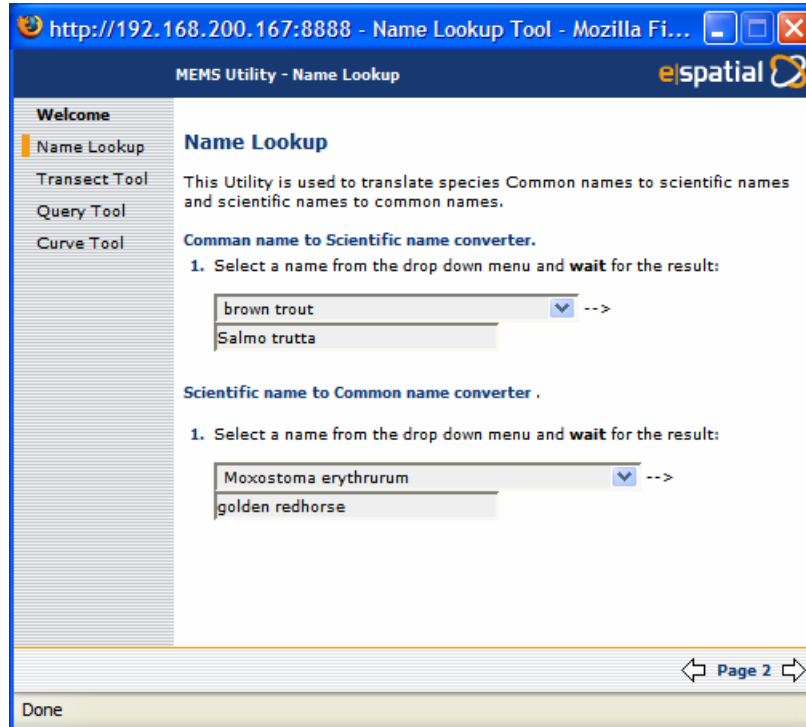 http://192.168.200.167:8888 - Name Lookup Tool - Mozilla Fi...
MEMS Utility - Name Lookup
e|spatial
Welcome
Name Lookup
Transect Tool
Query Tool
Curve Tool
Name Lookup
This Utility is used to translate species Common names to scientific names
and scientific names to common names.
Comman name to Scientific name converter.
1. Select a name from the drop down menu and wait for the result:
brown trout -->
Salmo trutta
Scientific name to Common name converter .
1. Select a name from the drop down menu and wait for the result:
Moxostoma erythrurum -->
golden redhorse
Page 2
Done